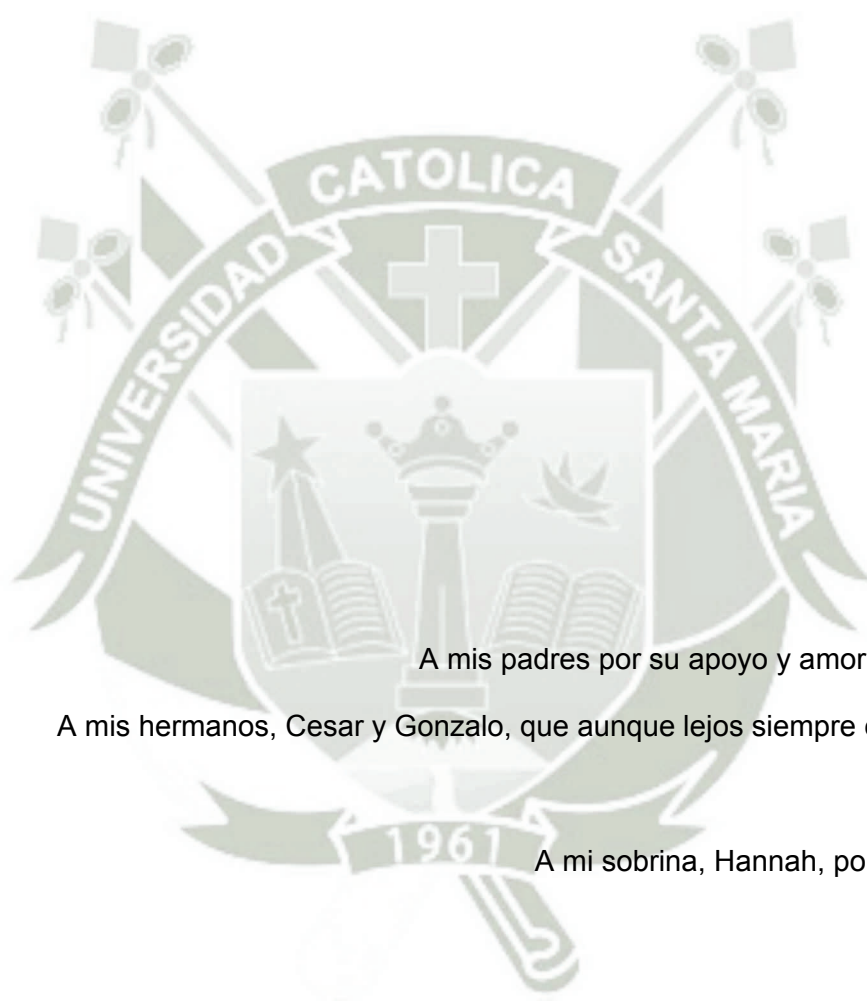 UNIVERSIDAD CATOLICA SANTA MARIA
A mis padres por su apoyo y amor
A mis hermanos, Cesar y Gonzalo, que aunque lejos siempre
1961
A mi sobrina, Hannah,